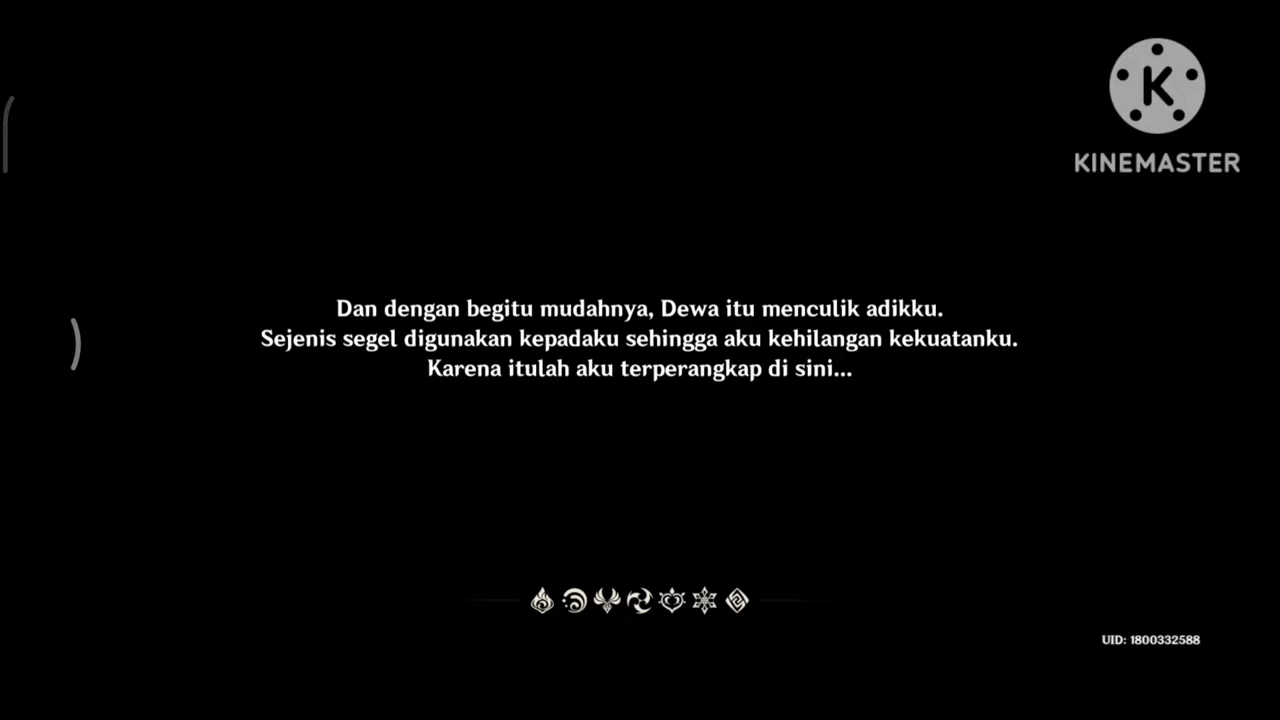 K
KINEMASTER
Dan dengan begitu mudahnya, Dewa itu menculik adikku.
Sejenis segel digunakan kepadaku sehingga aku kehilangan kekuatanku.
Karena itulah aku terperangkap di sini...
UID: 1800332588